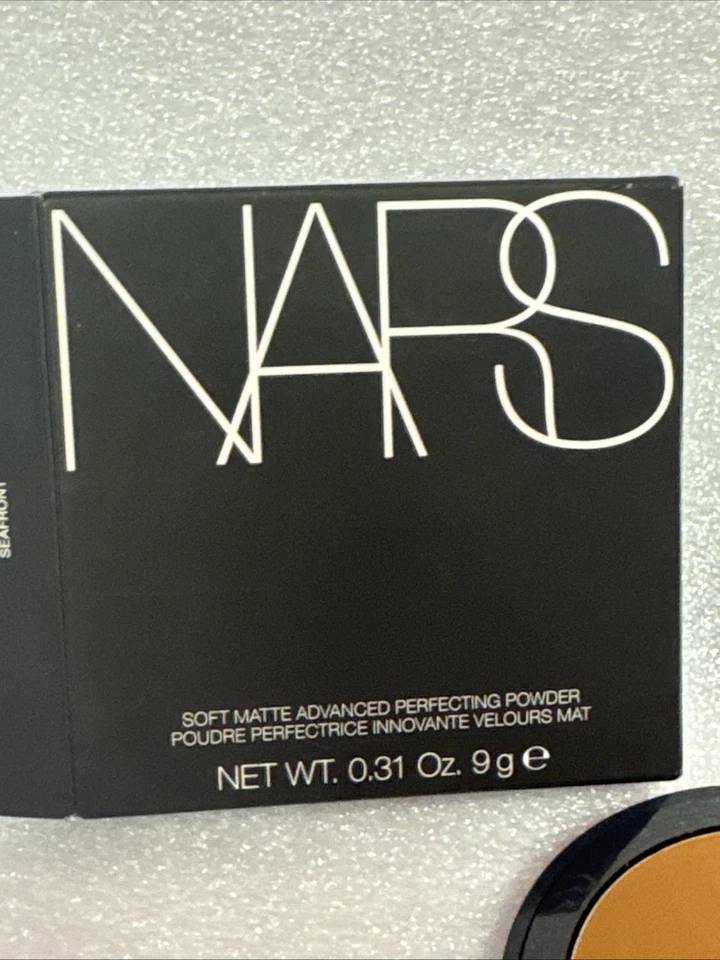 NARS
SEAFRONT
SOFT MATTE ADVANCED PERFECTING POWDER
POUDRE PERFECTRICE INNOVANTE VELOURS MAT
NET WT. 0.31 Oz. 9 g ℮